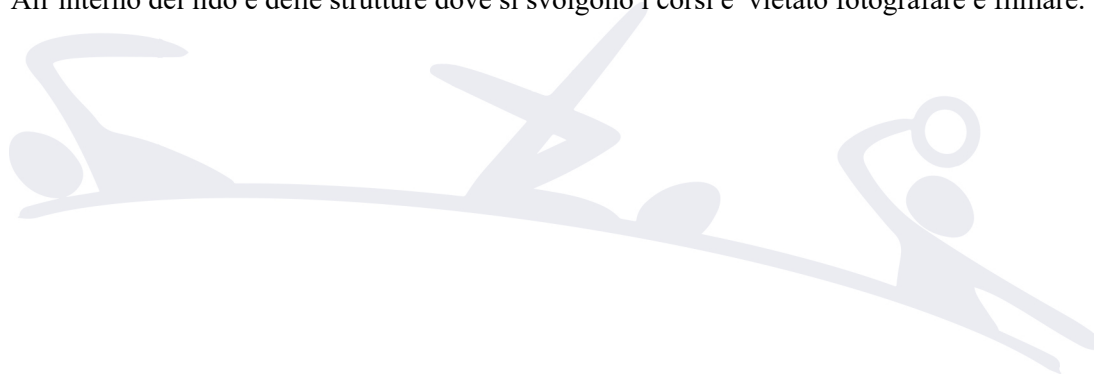 All' interno del lido e delle strutture dove si svolgono i corsi e' vietato fotografare e filmare.